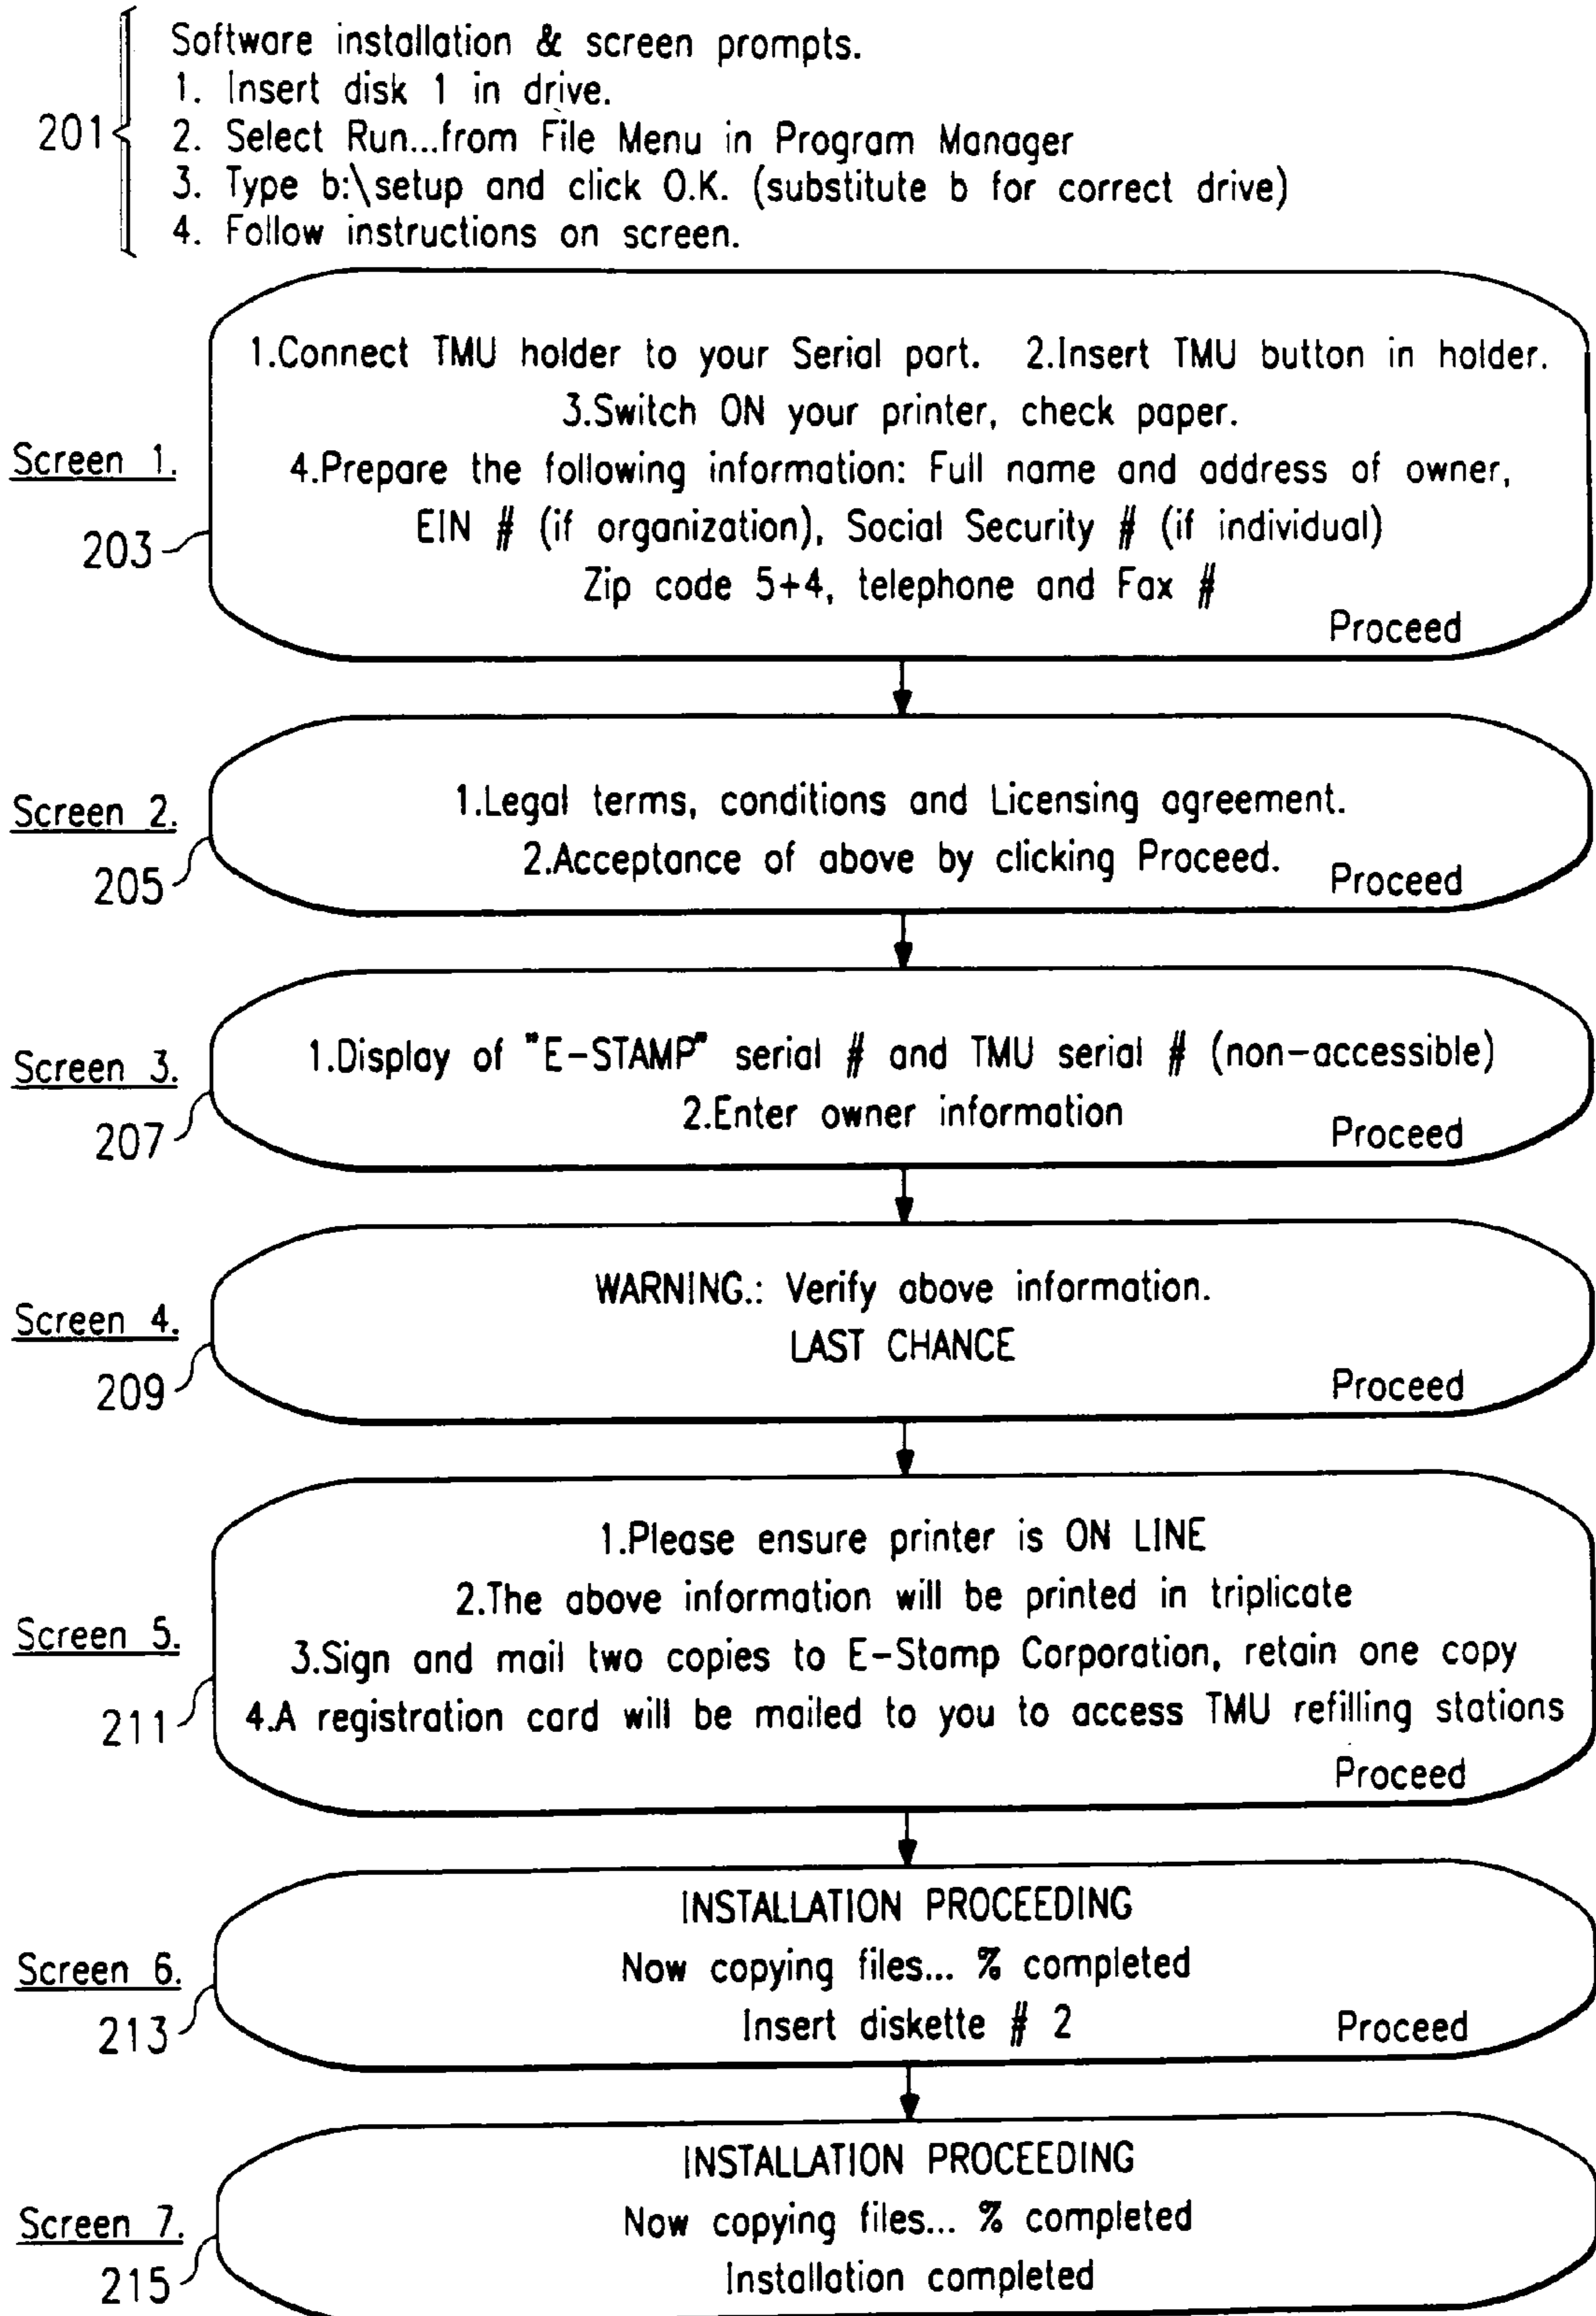 Software installation & screen prompts.
1. Insert disk 1 in drive.
201
2. Select Run...from File Menu in Program Manager
3. Type b:\setup and click O.K. (substitute b for correct drive)
4. Follow instructions on screen.
1.Connect TMU holder to your Serial part. 2.Insert TMU button in holder.
3.Switch ON your printer, check paper.
Screen 1.
4.Prepare the following information: Full name and address of owner,
EIN # (if organization), Social Security # (if individual)
203
Zip code 5+4, telephone and Fax #
Proceed
Screen 2.
1.Legal terms, conditions and Licensing agreement.
2.Acceptance of above by clicking Proceed.
Proceed
205
Screen 3.
1.Display of "E-STAMP" serial # and TMU serial # (non-accessible)
2.Enter owner information
Proceed
207
WARNING.: Verify above information.
Screen 4.
LAST CHANCE
209
Proceed
1.Please ensure printer is ON LINE
2.The above information will be printed in triplicate
Screen 5.
3.Sign and mail two copies to E-Stamp Corporation, retain one copy
211
4.A registration card will be mailed to you to access TMU refilling stations
Proceed
INSTALLATION PROCEEDING
Screen 6.
Now copying files... % completed
213
Insert diskette # 2
Proceed
INSTALLATION PROCEEDING
Screen 7.
Now copying files... % completed
215
Installation completed